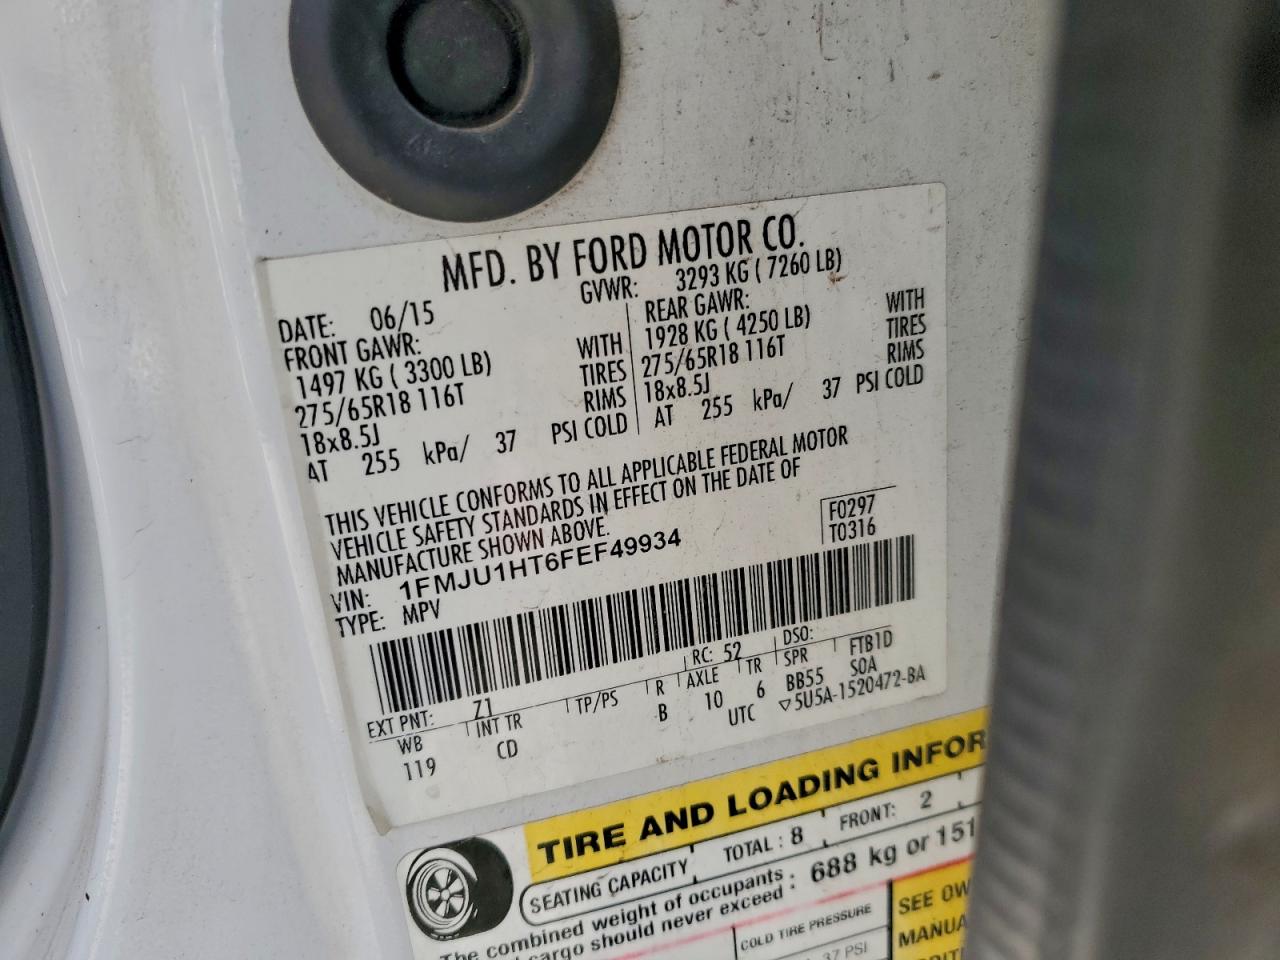 MFD. BY FORD MOTOR CO.
DATE: 06/15 GVWR: 3293 KG ( 7260 LB)
FRONT GAWR: REAR GAWR:
1497 KG ( 3300 LB) WITH 1928 KG ( 4250 LB) WITH
275/65R18 116T TIRES 275/65R18 116T TIRES
18x8.5J RIMS 18x8.5J RIMS
AT 255 kPa/ 37 PSI COLD AT 255 kPa/ 37 PSI COLD
THIS VEHICLE CONFORMS TO ALL APPLICABLE FEDERAL MOTOR
VEHICLE SAFETY STANDARDS IN EFFECT ON THE DATE OF
MANUFACTURE SHOWN ABOVE.
F0297
T0316
VIN: 1FMJU1HT6FEF49934
TYPE: MPV
EXT PNT: Z1 RC: 52 DSO:
WB INT TR TP/PS R AXLE TR SPR FTB1D
119 CD B 10 6 BB55 SOA
UTC ▽5U5A-1520472-BA
TIRE AND LOADING INFOR
SEATING CAPACITY TOTAL : 8 FRONT: 2
The combined weight of occupants
cargo should never exceed : 688 kg or 151
COLD TIRE PRESSURE
37 PSI
SEE OW
MANUA